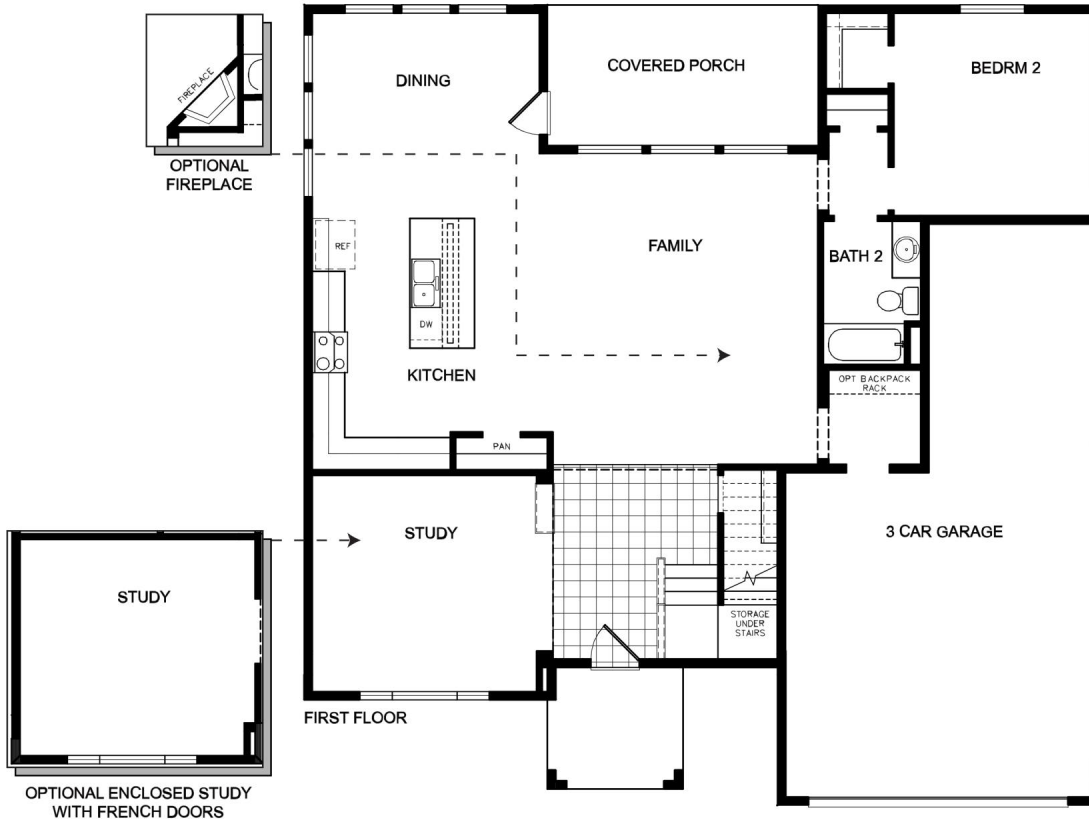 DINING
COVERED PORCH
BEDRM 2
FIREPLACE
OPTIONAL
FIREPLACE
REF
FAMILY
BATH 2
DW
KITCHEN
OPT BACKPACK
RACK
PAN
STUDY
3 CAR GARAGE
STUDY
STORAGE
UNDER
STAIRS
FIRST FLOOR
OPTIONAL ENCLOSED STUDY
WITH FRENCH DOORS